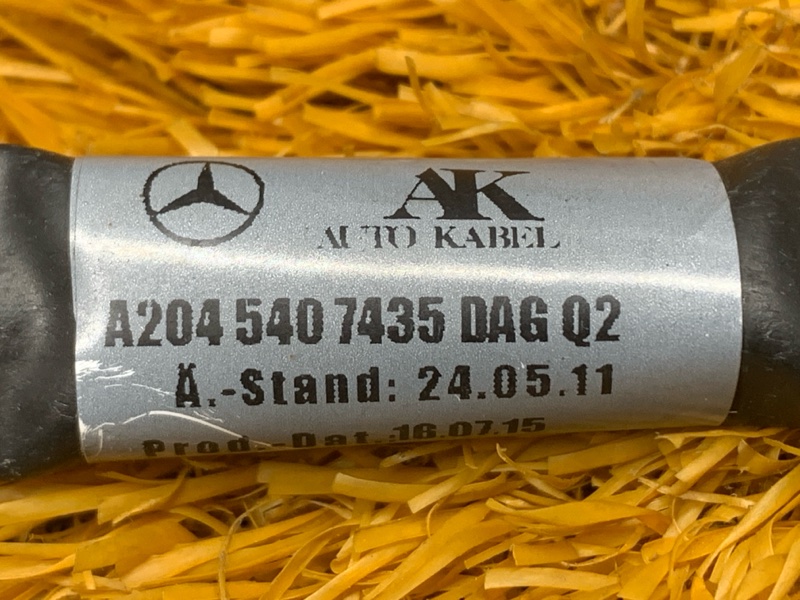 AK
AUTO KABEL
A204 540 7435 DAG Q2
Ä.-Stand: 24.05.11
Prod.-Dat.:16.07.15